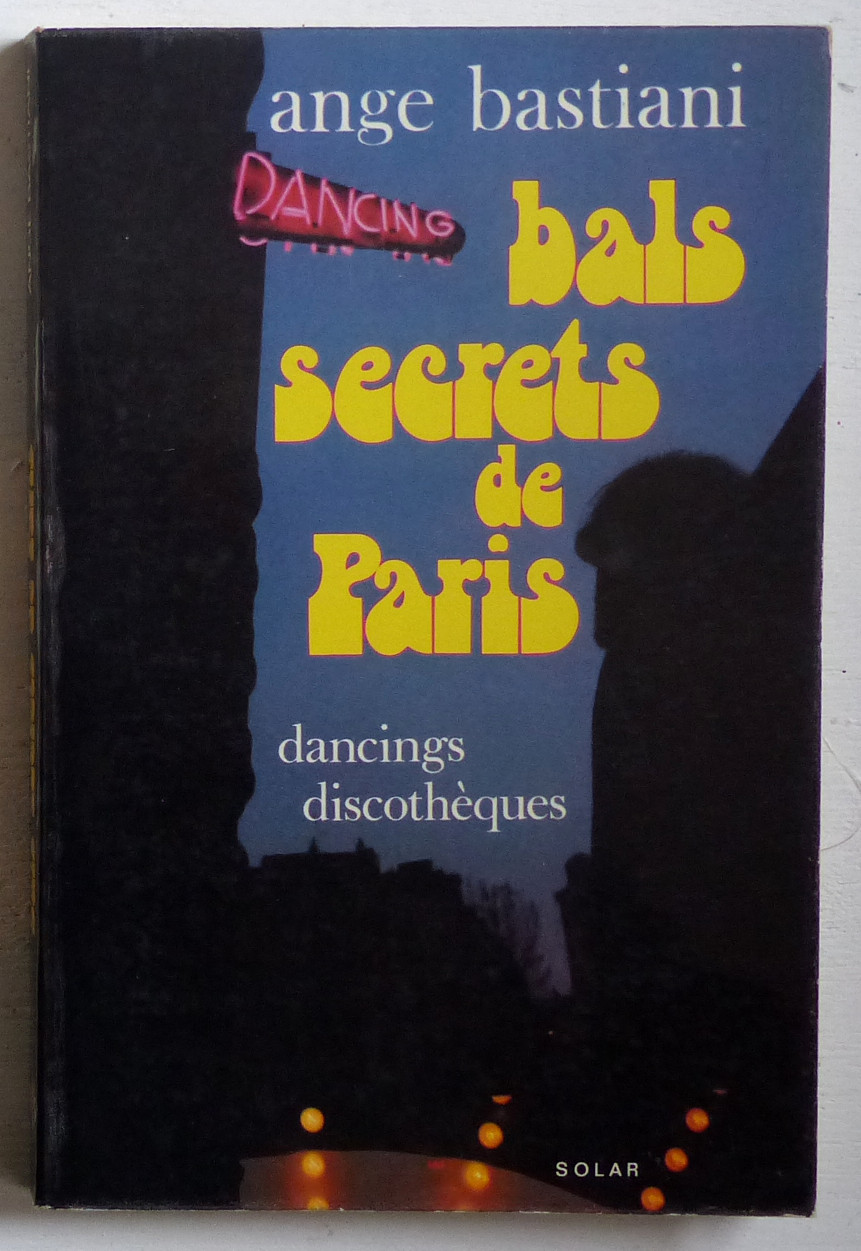 ange bastiani
DANCING
bals
secrets
de
Paris
dancings
discothèques
SOLAR